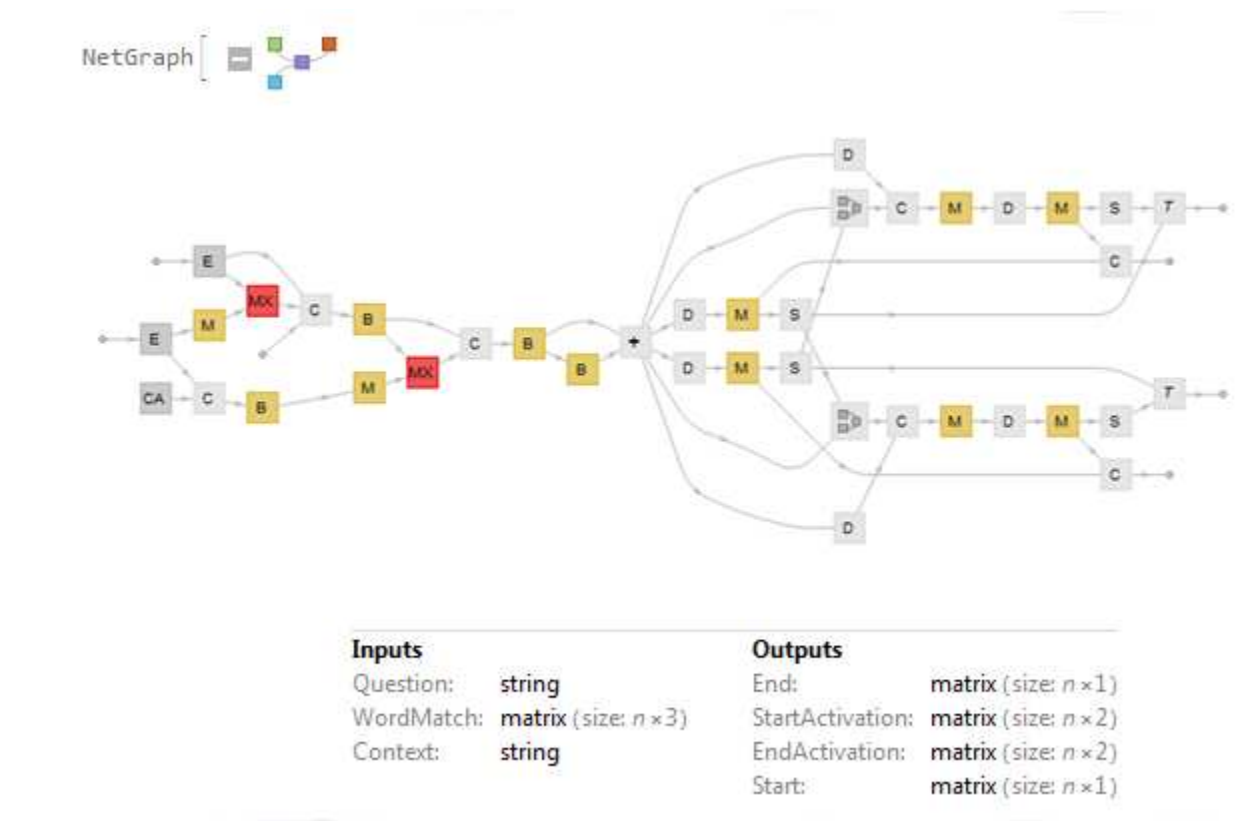 NetGraph
D
C M D M S T
E
C
MX
M C B D M S
E C B +
B
MX D M S
CA C B M T
C M D M S
C
D
Inputs Outputs
Question: string End: matrix (size: n×1)
WordMatch: matrix (size: n×3) StartActivation: matrix (size: n×2)
Context: string EndActivation: matrix (size: n×2)
Start: matrix (size: n×1)